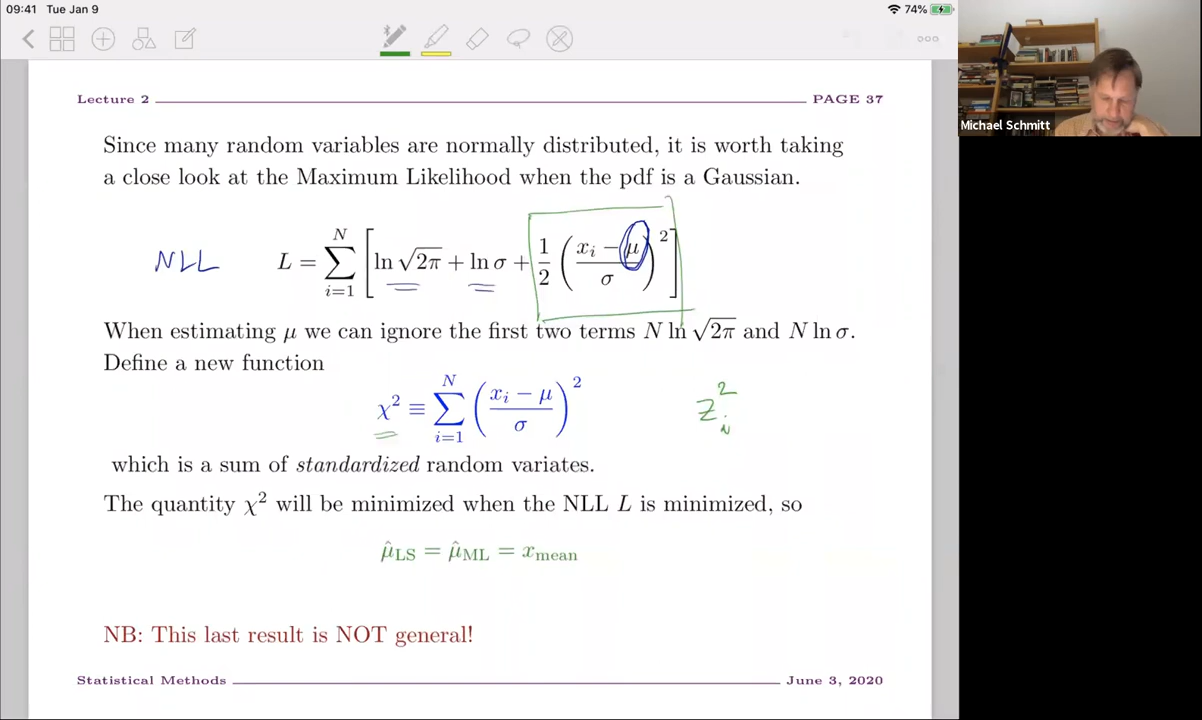 09:41 Tue Jan 9
74%
Lecture 2
PAGE 37
Michael Schmitt
Since many random variables are normally distributed, it is worth taking
a close look at the Maximum Likelihood when the pdf is a Gaussian.
NLL L = ∑_{i=1}^{N} [ ln √2π + ln σ + 1/2 ( (x_i − μ) / σ )^2 ]
When estimating μ we can ignore the first two terms N ln √2π and N ln σ.
Define a new function
χ^2 ≡ ∑_{i=1}^{N} ( (x_i − μ) / σ )^2 z_i^2
which is a sum of standardized random variates.
The quantity χ^2 will be minimized when the NLL L is minimized, so
μ̂_LS = μ̂_ML = x_mean
NB: This last result is NOT general!
Statistical Methods
June 3, 2020